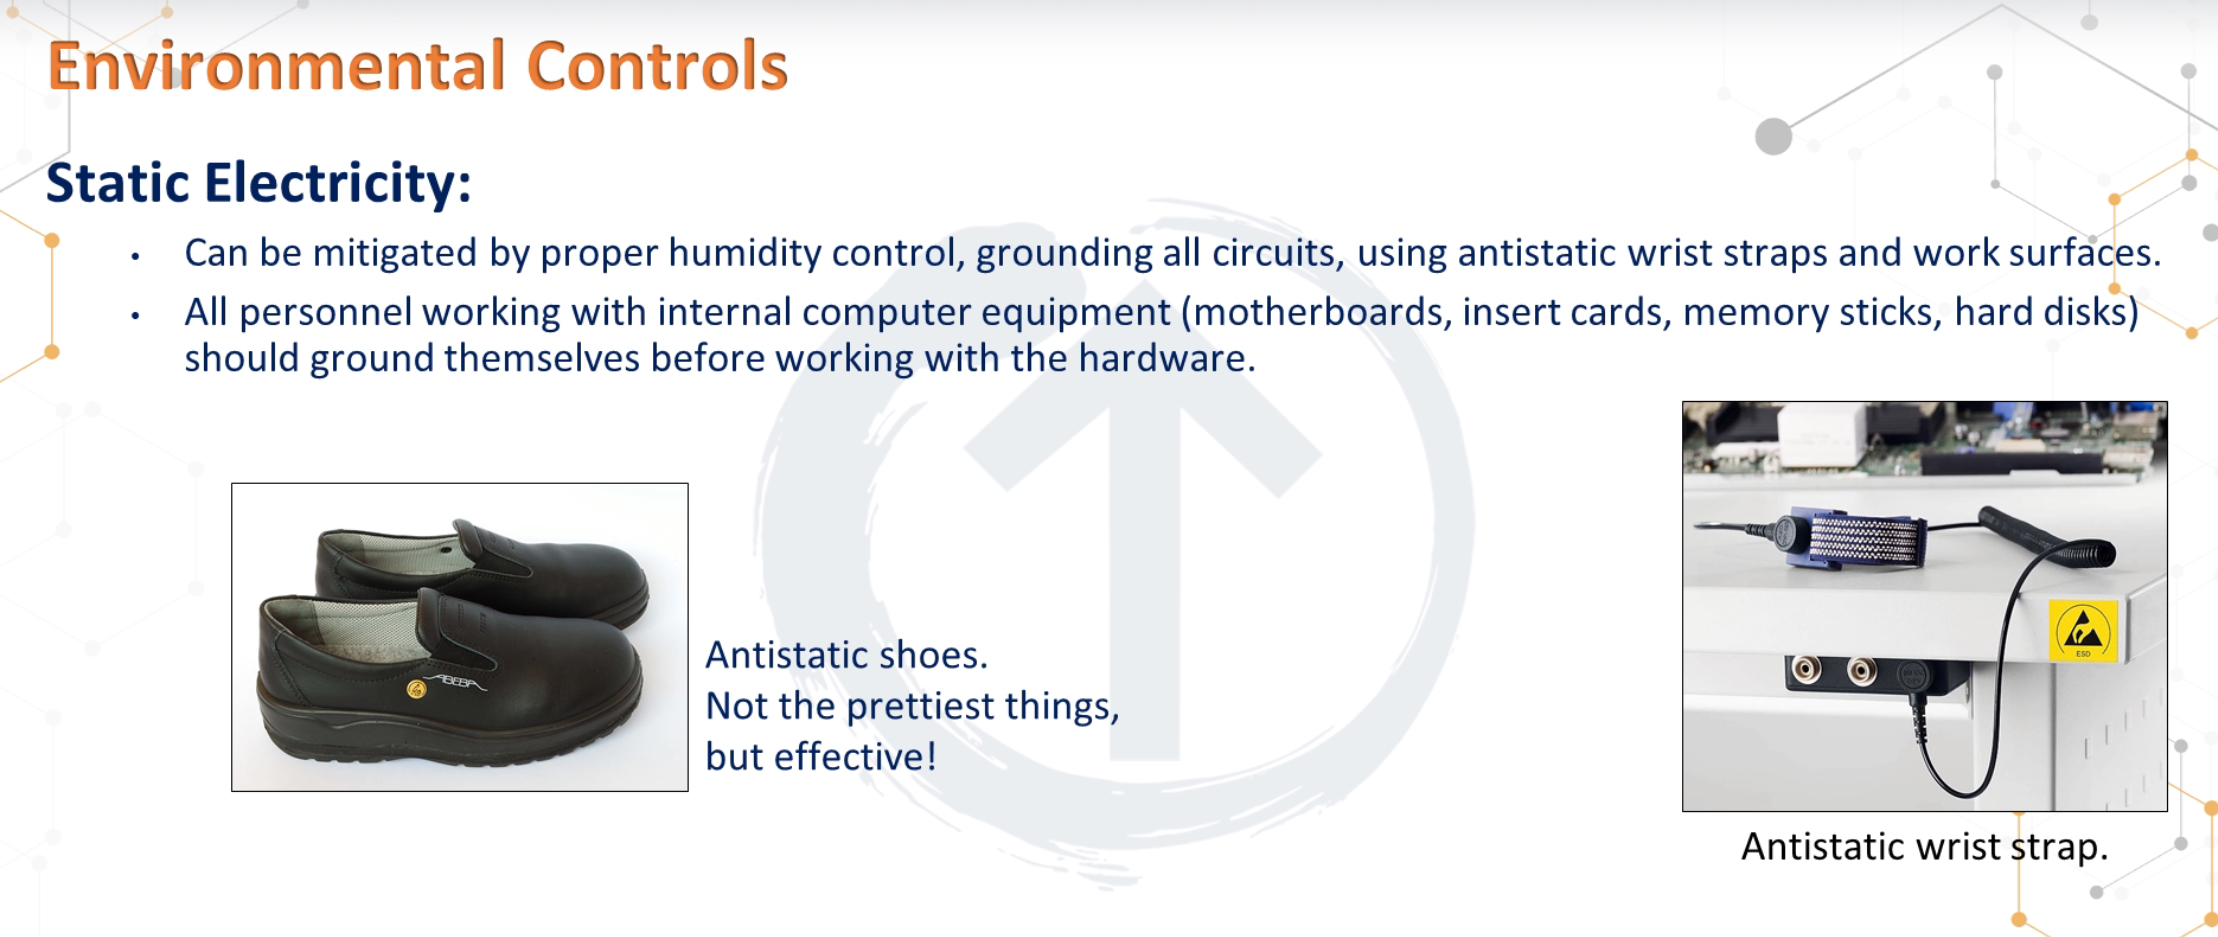 Environmental Controls
Static Electricity:
• Can be mitigated by proper humidity control, grounding all circuits, using antistatic wrist straps and work surfaces.
• All personnel working with internal computer equipment (motherboards, insert cards, memory sticks, hard disks)
should ground themselves before working with the hardware.
ABEBA
Antistatic shoes.
Not the prettiest things,
but effective!
ESD
Antistatic wrist strap.